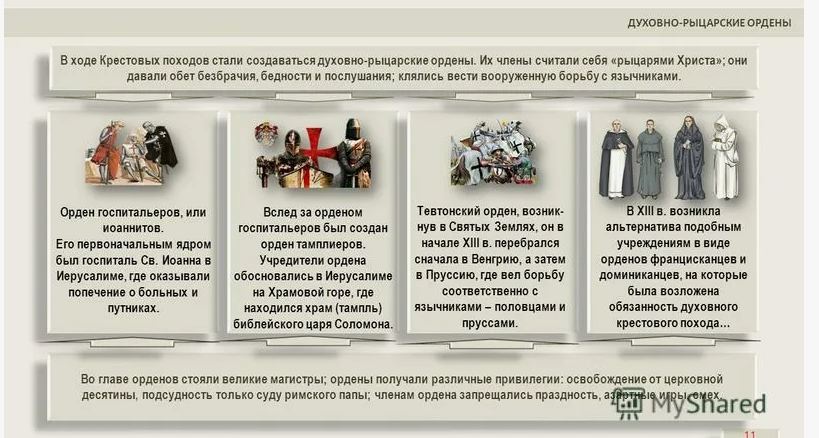 ДУХОВНО-РЫЦАРСКИЕ ОРДЕНЫ
В ходе Крестовых походов стали создаваться духовно-рыцарские ордены. Их члены считали себя «рыцарями Христа»; они
давали обет безбрачия, бедности и послушания; клялись вести вооруженную борьбу с язычниками.
Орден госпитальеров, или
иоаннитов.
Его первоначальным ядром
был госпиталь Св. Иоанна в
Иерусалиме, где оказывали
попечение о больных и
путниках.
Вслед за орденом
госпитальеров был создан
орден тамплиеров.
Учредители ордена
обосновались в Иерусалиме
на Храмовой горе, где
находился храм (тампль)
библейского царя Соломона.
Тевтонский орден, возник-
нув в Святых Землях, он в
начале XIII в. перебрался
сначала в Венгрию, а затем
в Пруссию, где вел борьбу
соответственно с
язычниками – половцами и
пруссами.
В XIII в. возникла
альтернатива подобным
учреждениям в виде
орденов францисканцев и
доминиканцев, на которые
была возложена
обязанность духовного
крестового похода...
Во главе орденов стояли великие магистры; ордены получали различные привилегии: освобождение от церковной
десятины, подсудность только суду римского папы; членам ордена запрещались праздность, азартные игры, смех.
MyShared
11